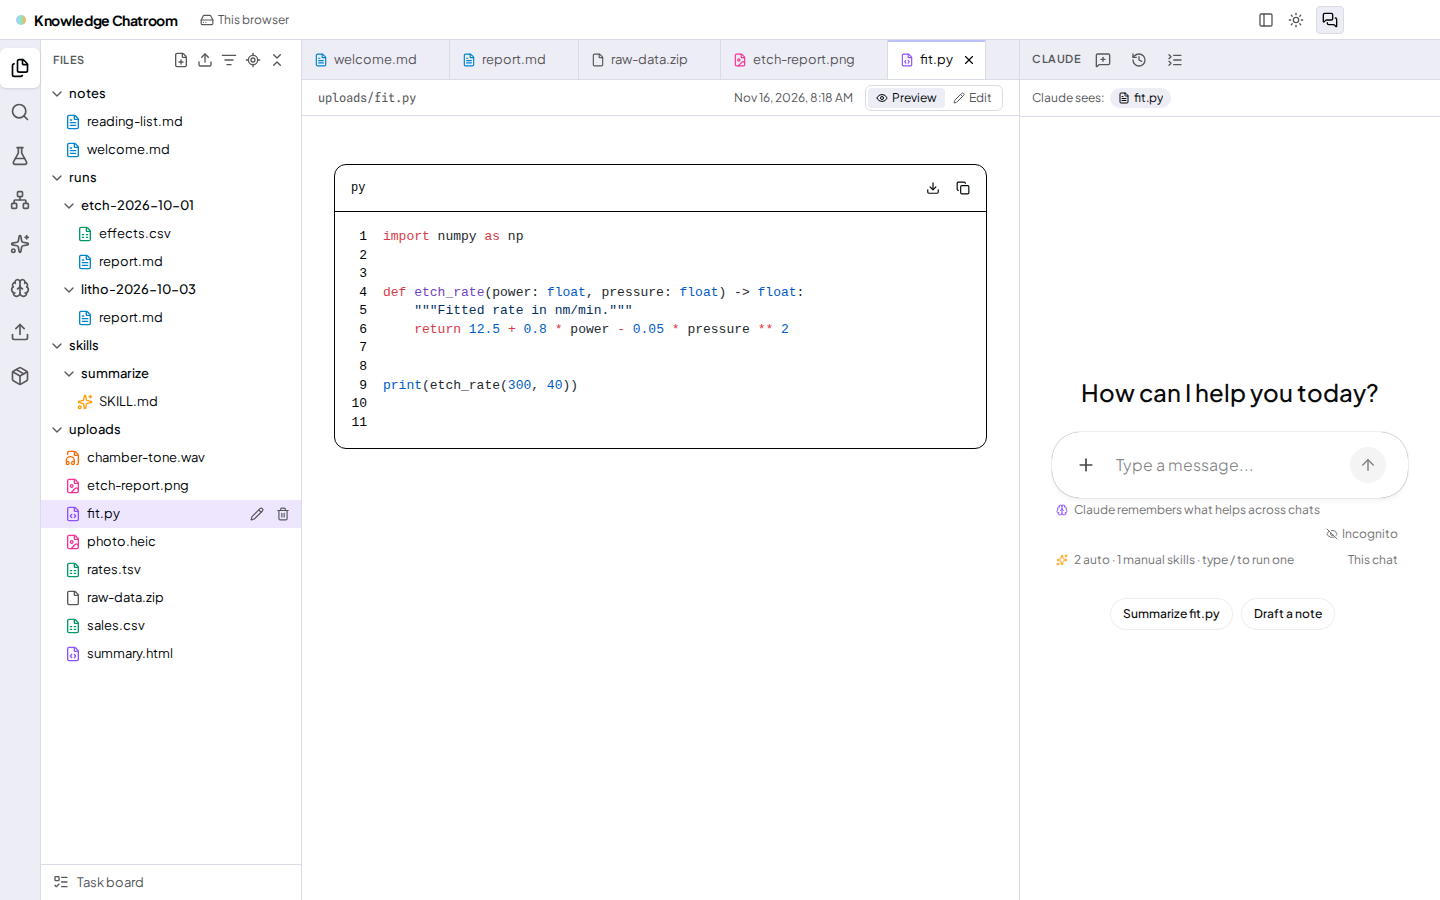 Knowledge Chatroom
This browser
FILES
notes
reading-list.md
welcome.md
runs
etch-2026-10-01
effects.csv
report.md
litho-2026-10-03
report.md
skills
summarize
SKILL.md
uploads
chamber-tone.wav
etch-report.png
fit.py
photo.heic
rates.tsv
raw-data.zip
sales.csv
summary.html
Task board
welcome.md
report.md
raw-data.zip
etch-report.png
fit.py
uploads/fit.py
Nov 16, 2026, 8:18 AM
Preview
Edit
py
1 import numpy as np
2
3
4 def etch_rate(power: float, pressure: float) -> float:
5     """Fitted rate in nm/min."""
6     return 12.5 + 0.8 * power - 0.05 * pressure ** 2
7
8
9 print(etch_rate(300, 40))
10
11
CLAUDE
Claude sees: fit.py
How can I help you today?
Type a message...
Claude remembers what helps across chats
Incognito
2 auto · 1 manual skills · type / to run one
This chat
Summarize fit.py
Draft a note